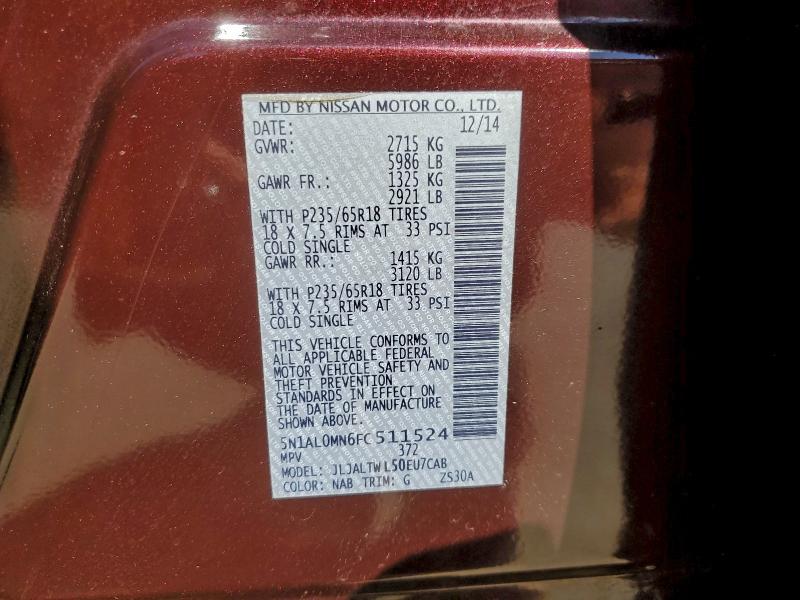 MFD BY NISSAN MOTOR CO., LTD.
DATE: 12/14
GVWR: 2715 KG
5986 LB
GAWR FR.: 1325 KG
2921 LB
WITH P235/65R18 TIRES
18 X 7.5 RIMS AT 33 PSI
COLD SINGLE
GAWR RR.: 1415 KG
3120 LB
WITH P235/65R18 TIRES
18 X 7.5 RIMS AT 33 PSI
COLD SINGLE
THIS VEHICLE CONFORMS TO
ALL APPLICABLE FEDERAL
MOTOR VEHICLE SAFETY AND
THEFT PREVENTION
STANDARDS IN EFFECT ON
THE DATE OF MANUFACTURE
SHOWN ABOVE.
5N1AL0MN6FC511524
MPV 372
MODEL: JLJALTWL50EU7CAB
COLOR: NAB TRIM: G ZS30A